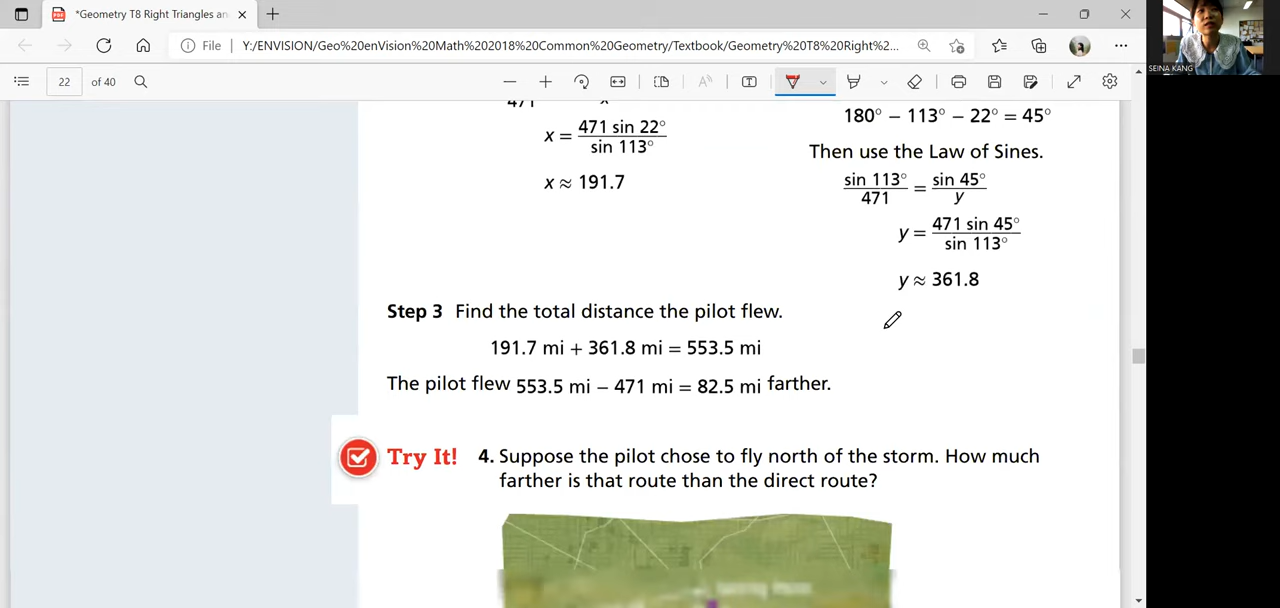 *Geometry T8 Right Triangles an
File
Y:/ENVISION/Geo%20enVision%20Math%202018%20Common%20Geometry/Textbook/Geometry%20T8%20Right%2...
SEINA KANG
22 of 40
471 x
x = 471 sin 22° / sin 113°
x ≈ 191.7
180° − 113° − 22° = 45°
Then use the Law of Sines.
sin 113° / 471 = sin 45° / y
y = 471 sin 45° / sin 113°
y ≈ 361.8
Step 3 Find the total distance the pilot flew.
191.7 mi + 361.8 mi = 553.5 mi
The pilot flew 553.5 mi − 471 mi = 82.5 mi farther.
Try It! 4. Suppose the pilot chose to fly north of the storm. How much
farther is that route than the direct route?